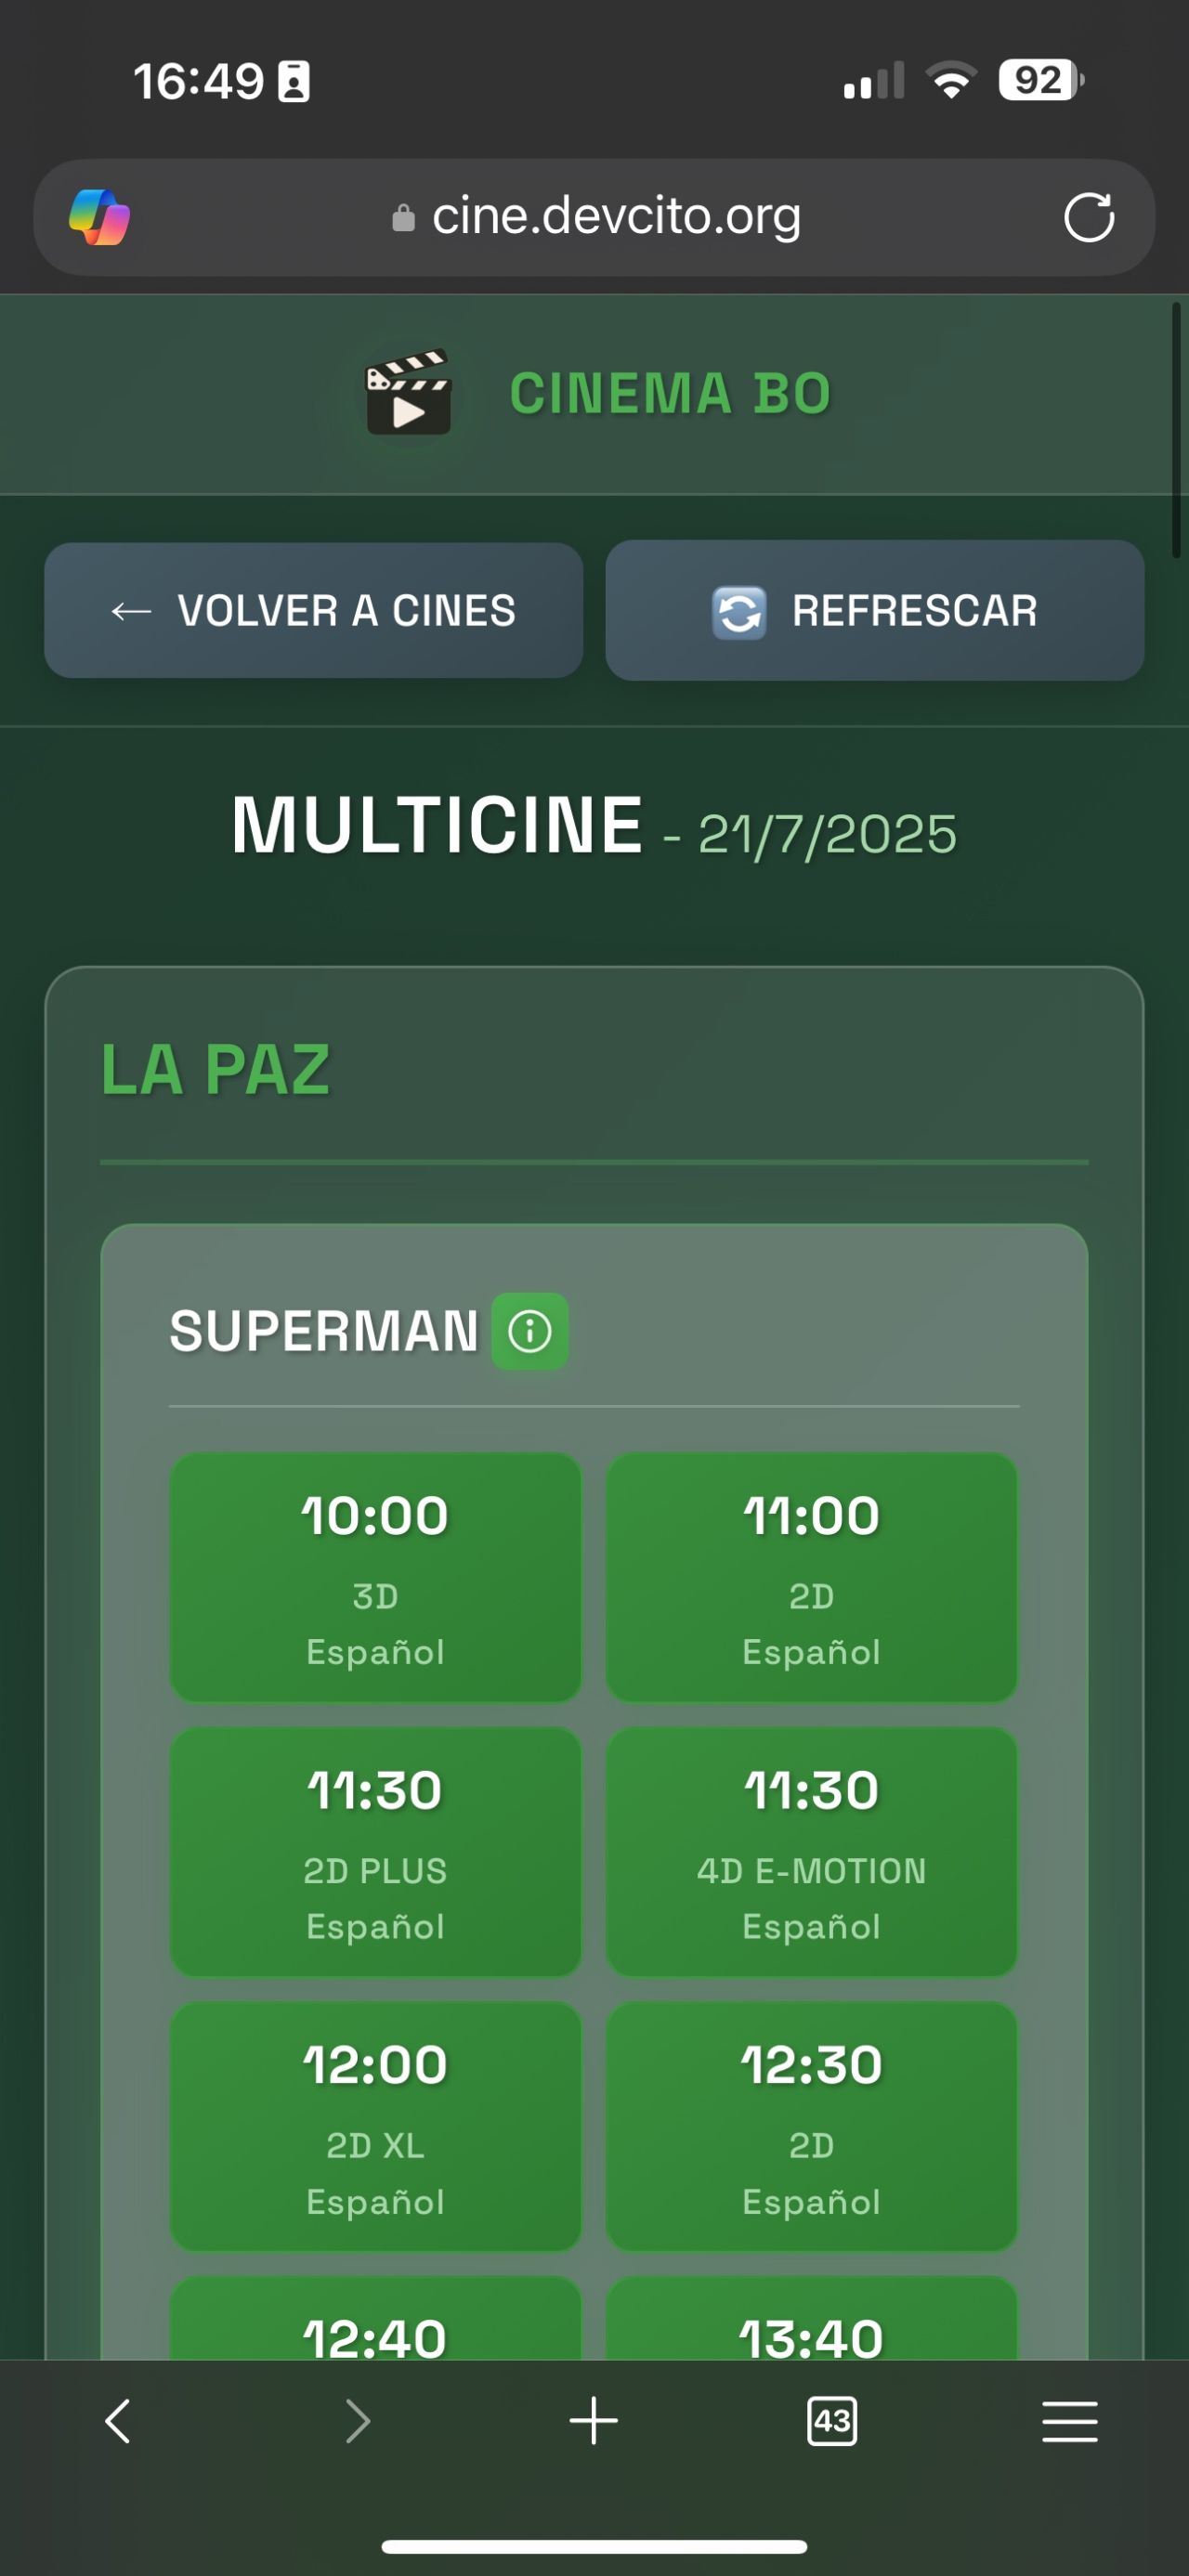 16:49
92
cine.devcito.org
CINEMA BO
← VOLVER A CINES
REFRESCAR
MULTICINE - 21/7/2025
LA PAZ
SUPERMAN
10:00
3D
Español
11:00
2D
Español
11:30
2D PLUS
Español
11:30
4D E-MOTION
Español
12:00
2D XL
Español
12:30
2D
Español
12:40
13:40
43